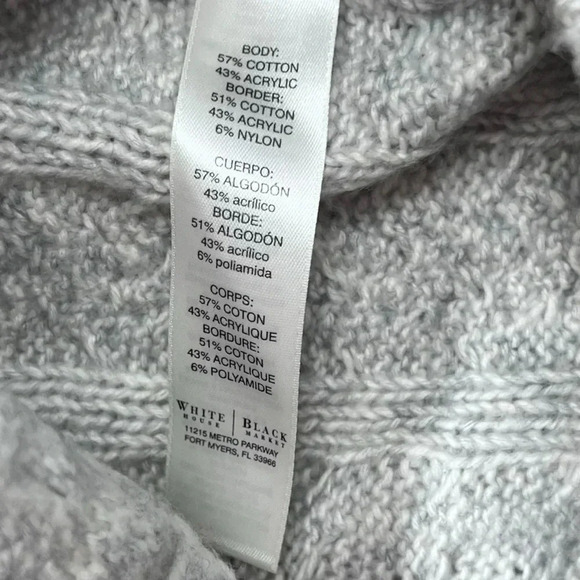 BODY:
57% COTTON
43% ACRYLIC
BORDER:
51% COTTON
43% ACRYLIC
6% NYLON
CUERPO:
57% ALGODÓN
43% acrílico
BORDE:
51% ALGODÓN
43% acrílico
6% poliamida
CORPS:
57% COTON
43% ACRYLIQUE
BORDURE:
51% COTON
43% ACRYLIQUE
6% POLYAMIDE
WHITE | BLACK
HOUSE MARKET
11215 METRO PARKWAY
FORT MYERS, FL 33966